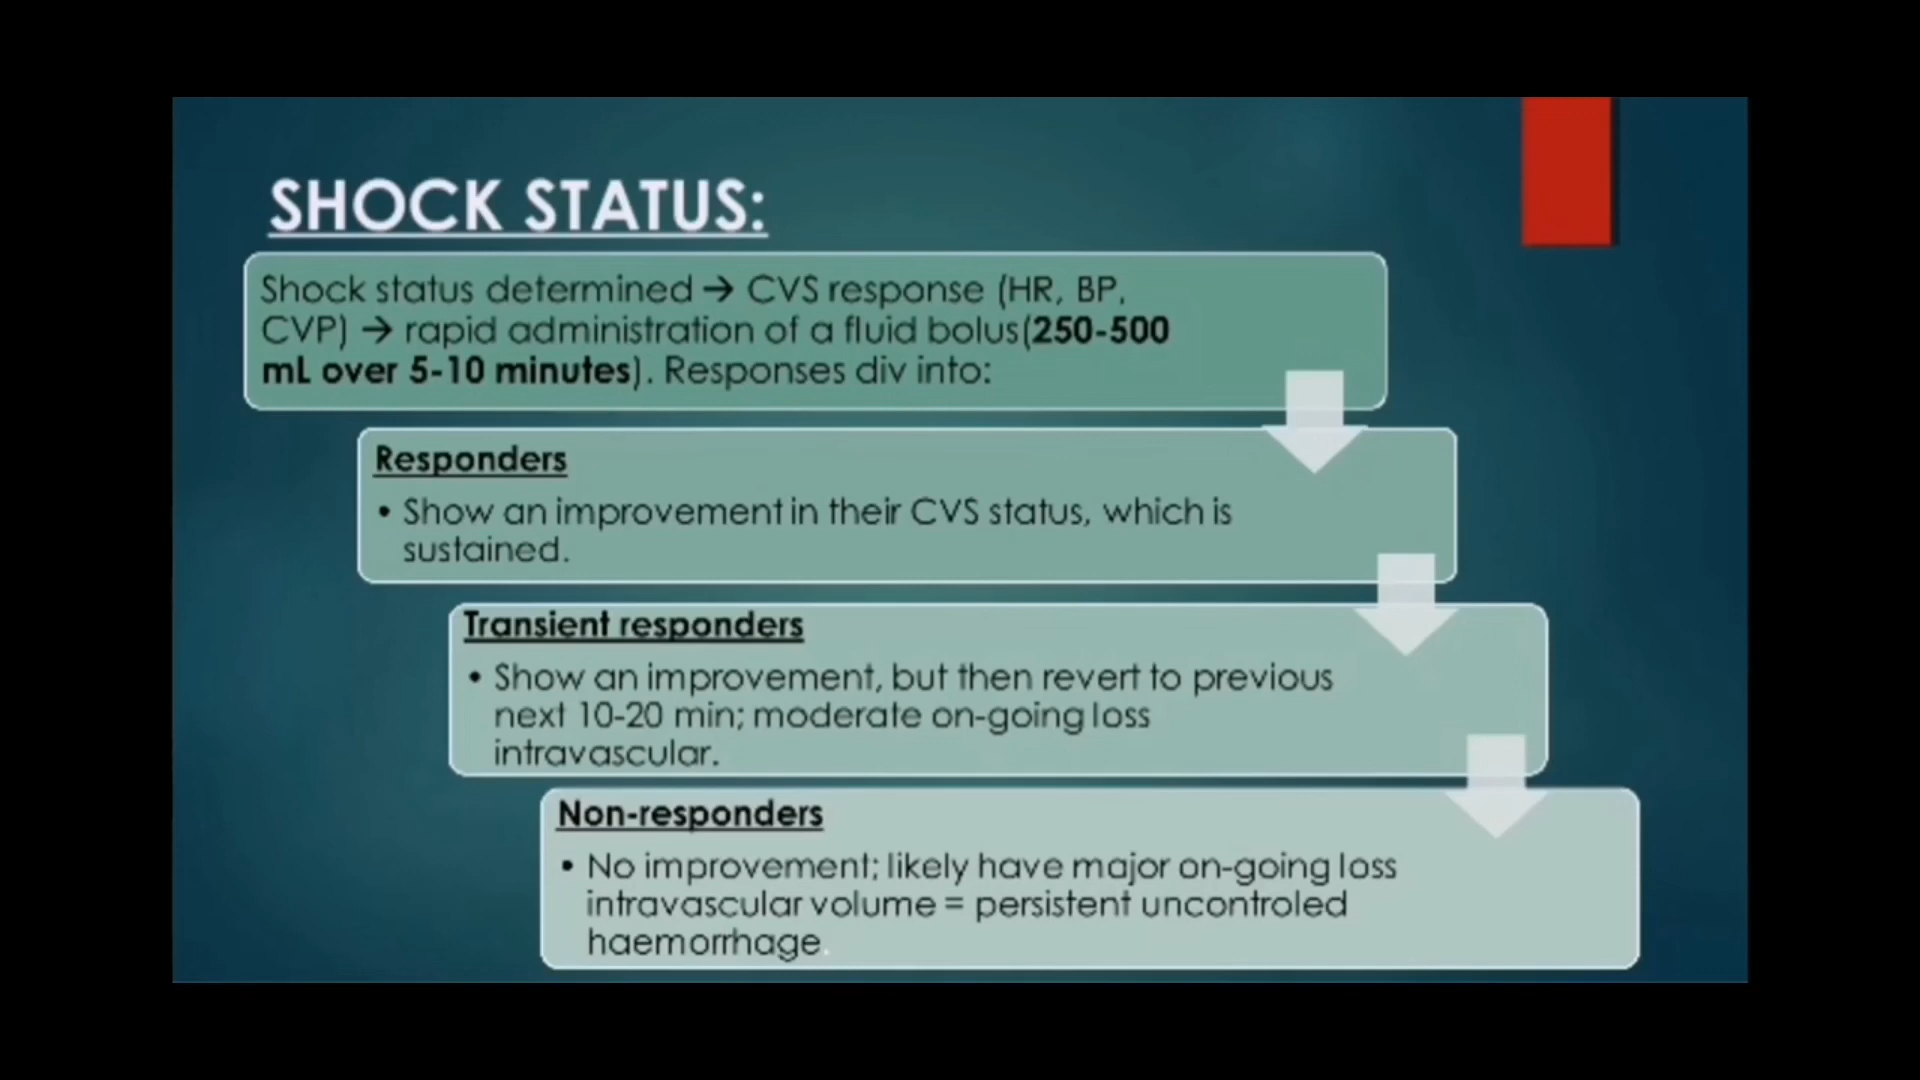 SHOCK STATUS:
Shock status determined → CVS response (HR, BP,
CVP) → rapid administration of a fluid bolus(250-500
mL over 5-10 minutes). Responses div into:
Responders
• Show an improvement in their CVS status, which is
sustained.
Transient responders
• Show an improvement, but then revert to previous
next 10-20 min; moderate on-going loss
intravascular.
Non-responders
• No improvement; likely have major on-going loss
intravascular volume = persistent uncontroled
haemorrhage.